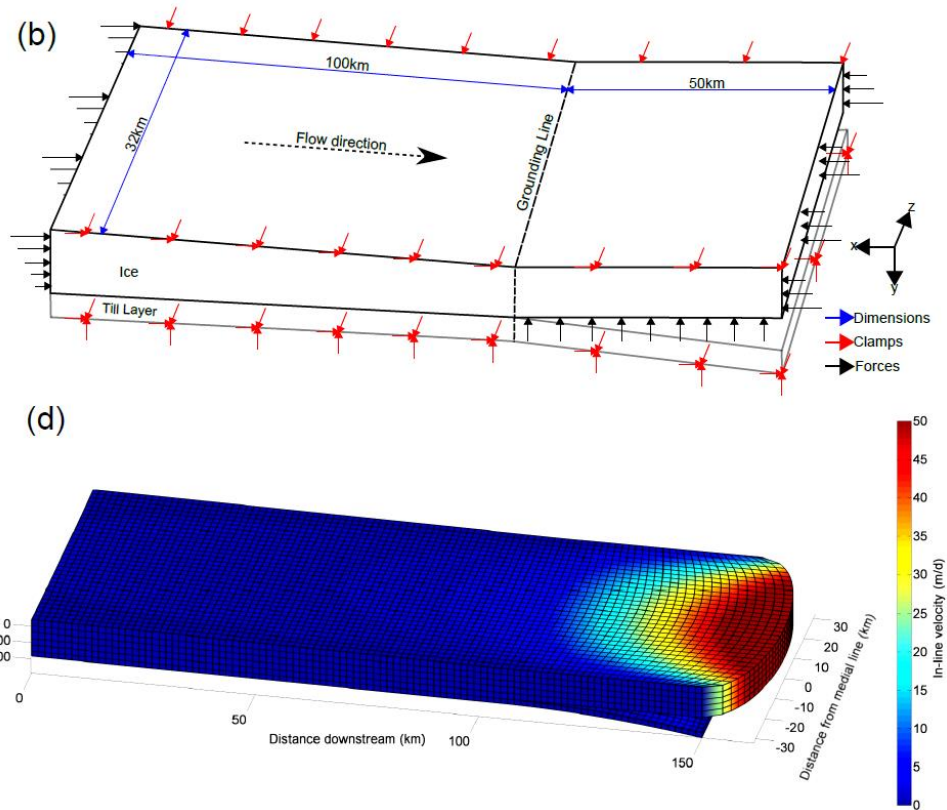 (b)
100km
50km
32km
Flow direction
Grounding Line
z
x
y
Ice
Till Layer
Dimensions
Clamps
Forces
(d)
50
45
40
35
30
25
20
15
10
5
0
In-line velocity (m/d)
0
00
00
0
50
100
150
Distance downstream (km)
30
20
10
0
-10
-20
-30
Distance from medial line (km)